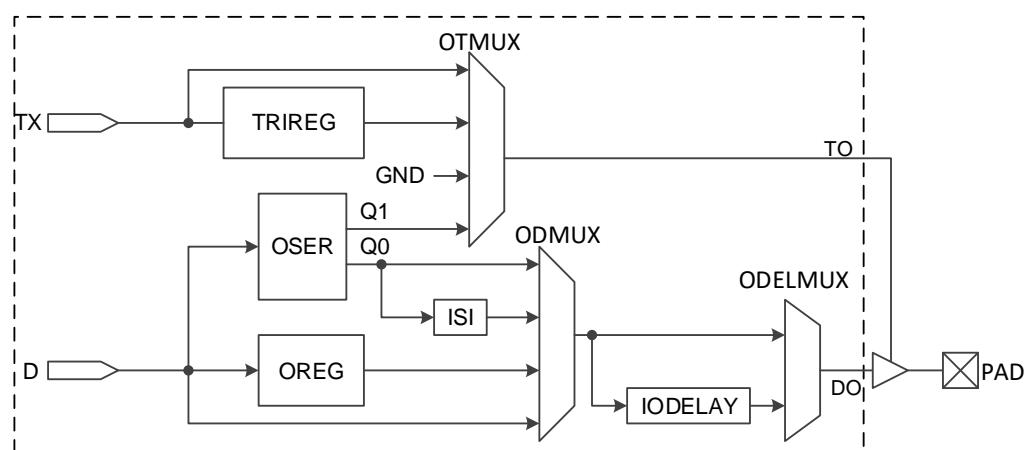 OTMUX
TX
TRIREG
TO
GND
Q1
OSER
Q0
ODMUX
ODELMUX
ISI
D
OREG
DO
PAD
IODELAY